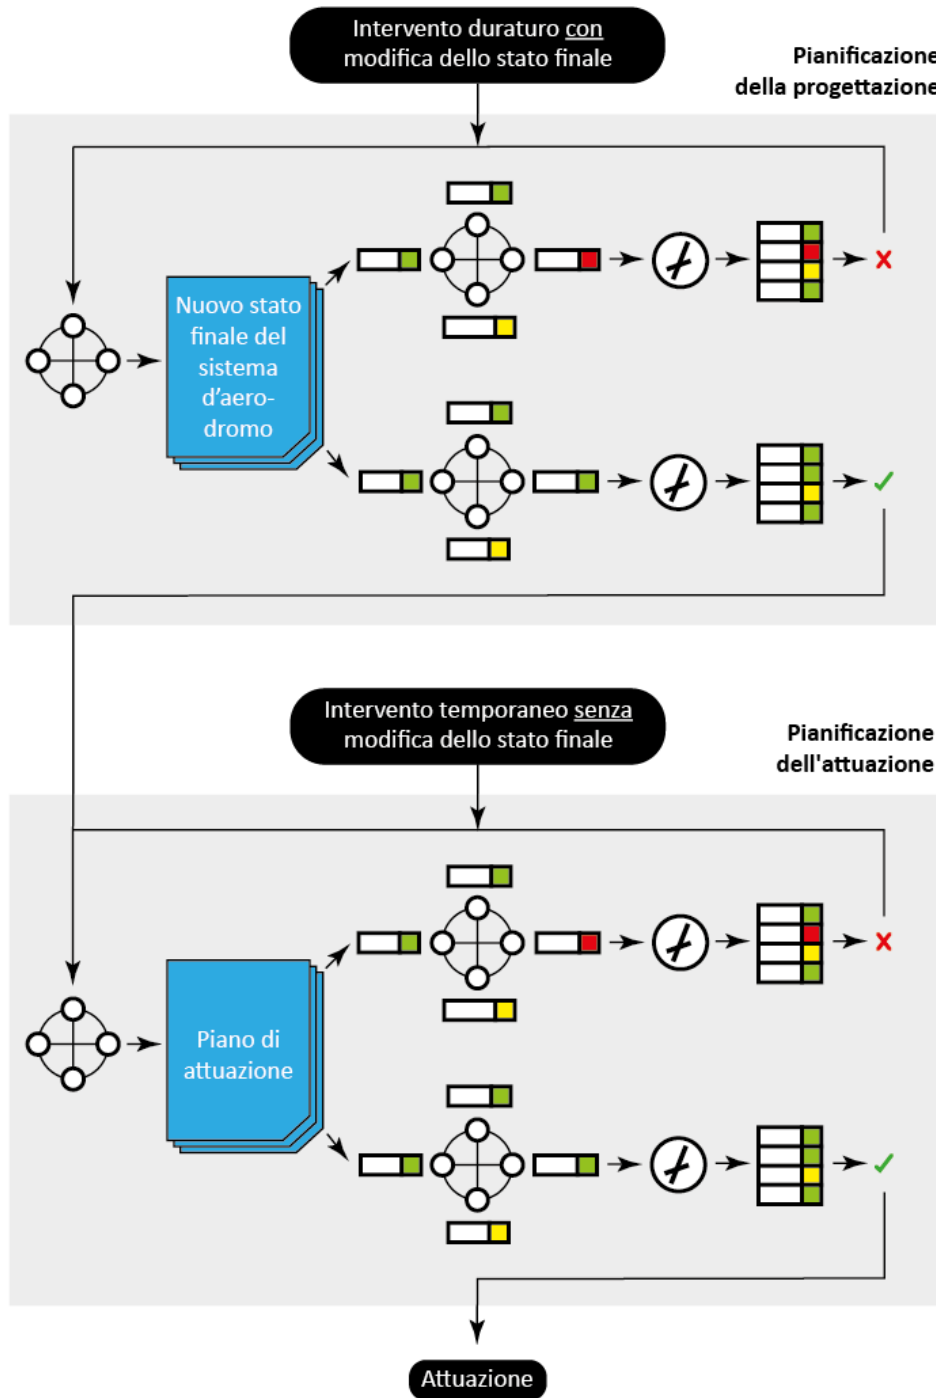 Intervento duraturo con
modifica dello stato finale
Pianificazione
della progettazione
Nuovo stato
finale del
sistema
d'aero-
dromo
Intervento temporaneo senza
modifica dello stato finale
Pianificazione
dell'attuazione
Piano di
attuazione
Attuazione